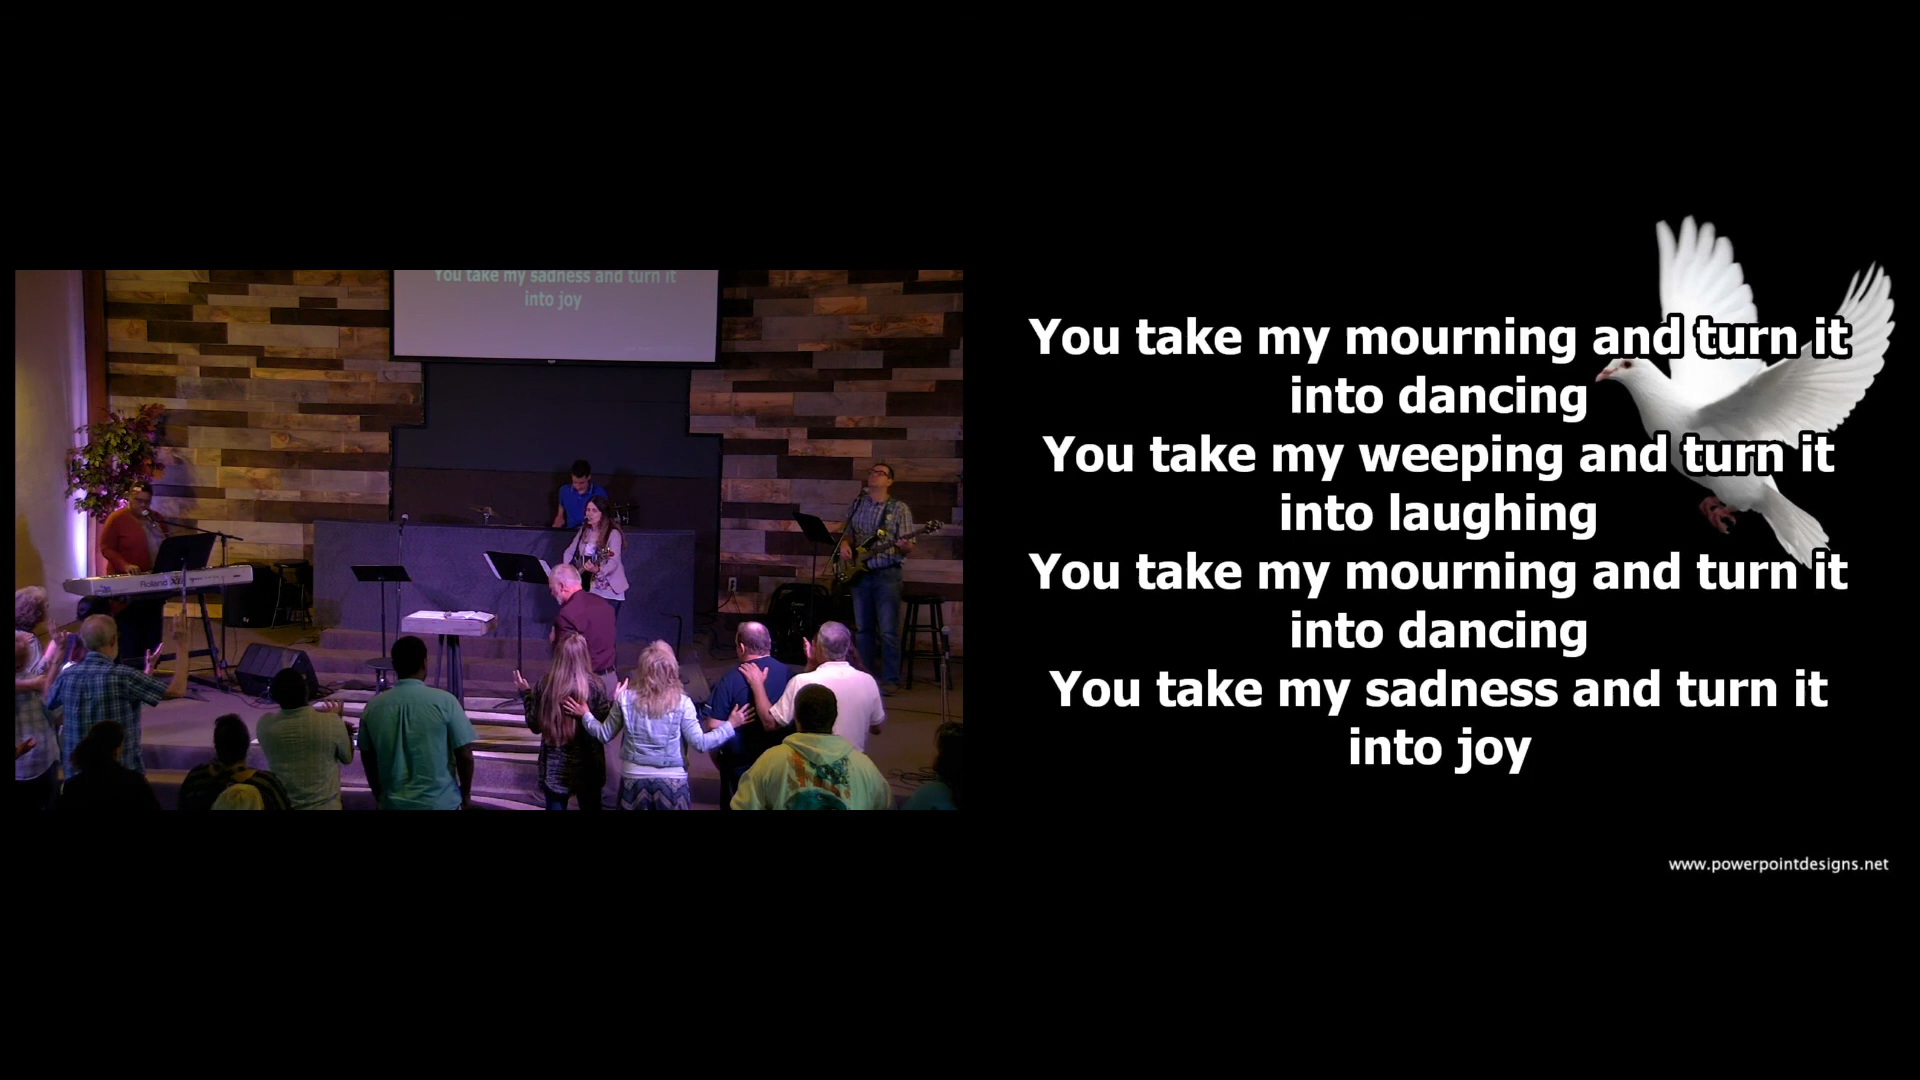 You take my sadness and turn it
into joy
Roland
You take my mourning and turn it
into dancing
You take my weeping and turn it
into laughing
You take my mourning and turn it
into dancing
You take my sadness and turn it
into joy
www.powerpointdesigns.net